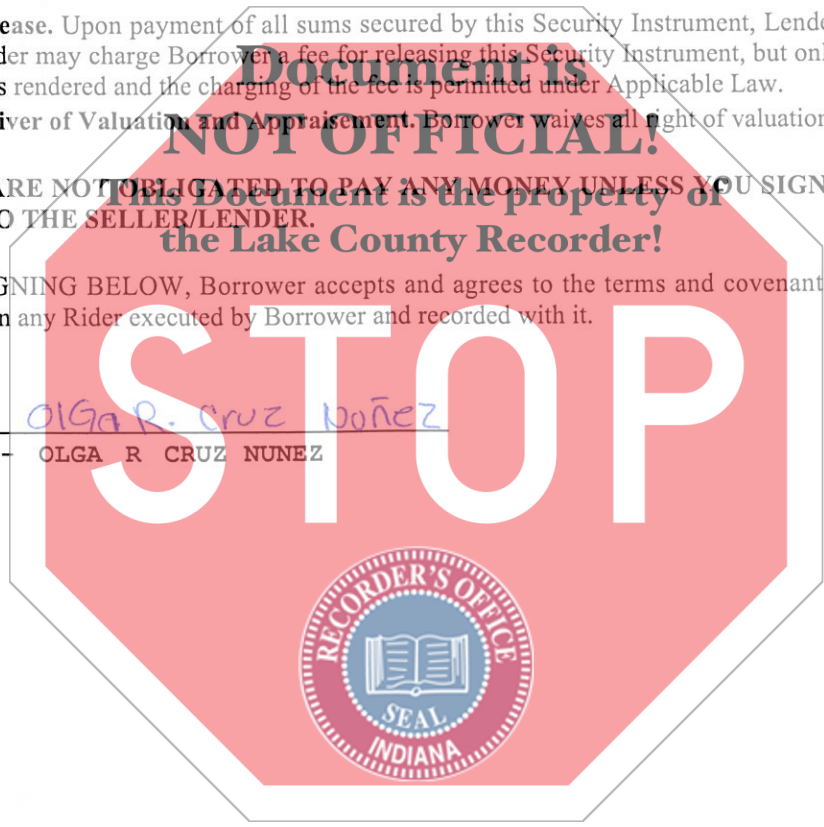 ease. Upon payment of all sums secured by this Security Instrument, Lende
der may charge Borrower a fee for releasing this Security Instrument, but onl
s rendered and the charging of the fee is permitted under Applicable Law.
iver of Valuation and Appraisement. Borrower waives all right of valuation
ARE NOT OBLIGATED TO PAY ANY MONEY UNLESS YOU SIGN
O THE SELLER/LENDER.
GNING BELOW, Borrower accepts and agrees to the terms and covenant
n any Rider executed by Borrower and recorded with it.
OlGa R. Cruz Nuñez
- OLGA R CRUZ NUNEZ
Document is
NOT OFFICIAL!
This Document is the property of
the Lake County Recorder!
STOP
RECORDER'S OFFICE
SEAL
INDIANA